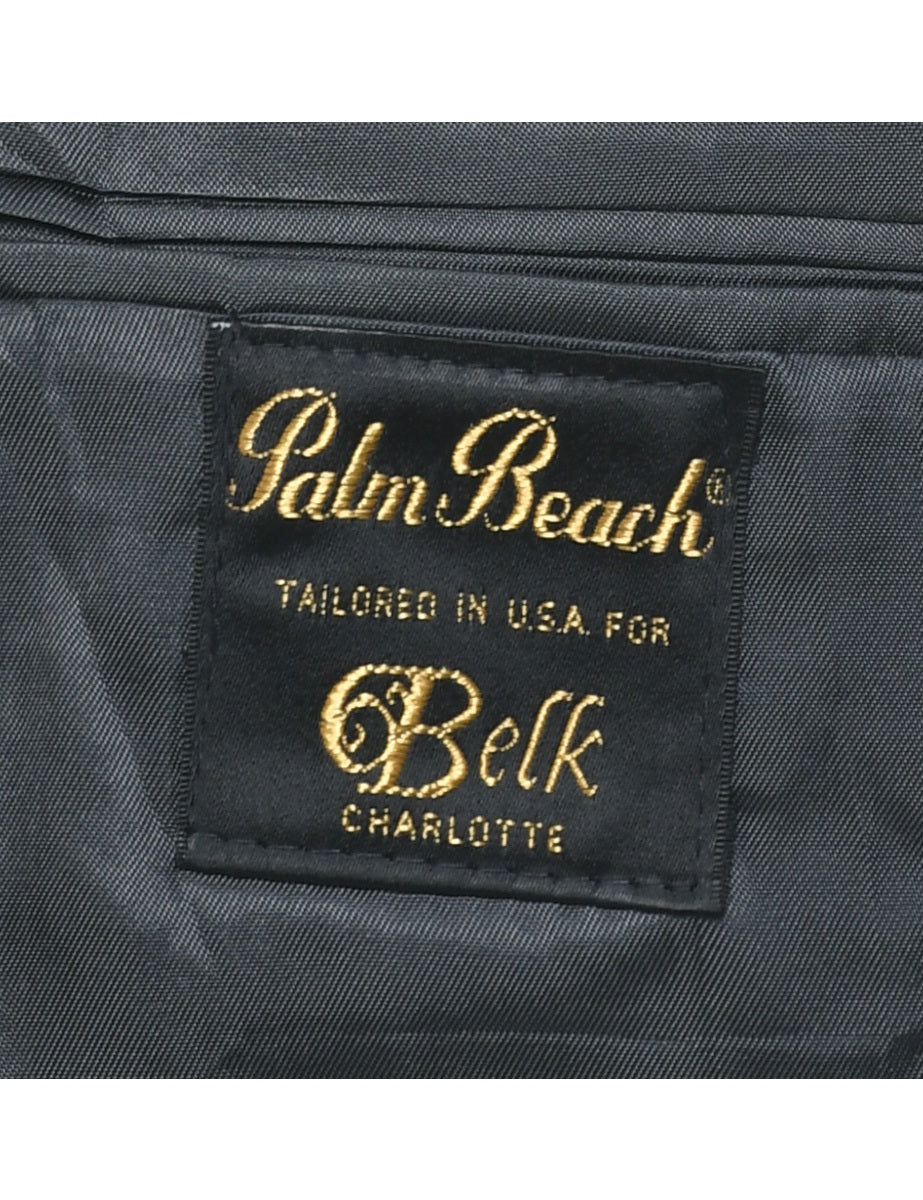 Palm Beach®
TAILORED IN U.S.A. FOR
Belk
CHARLOTTE